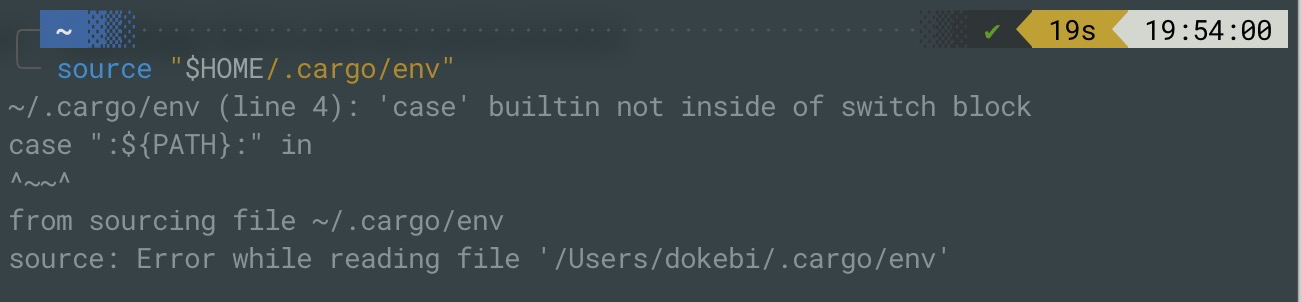 ~ ✔ 19s 19:54:00
source "$HOME/.cargo/env"
~/.cargo/env (line 4): 'case' builtin not inside of switch block
case ":${PATH}:" in
^~~^
from sourcing file ~/.cargo/env
source: Error while reading file '/Users/dokebi/.cargo/env'